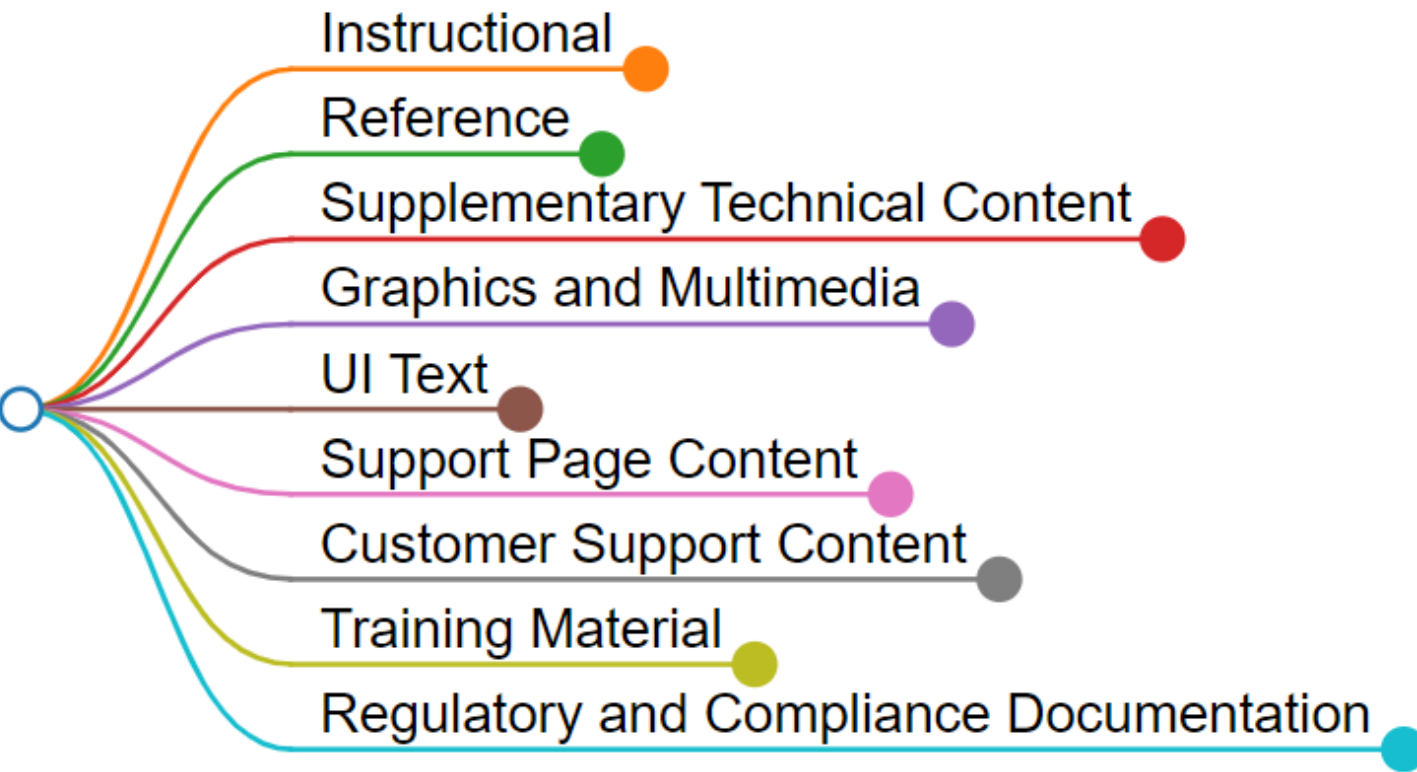 Instructional
Reference
Supplementary Technical Content
Graphics and Multimedia
UI Text
Support Page Content
Customer Support Content
Training Material
Regulatory and Compliance Documentation